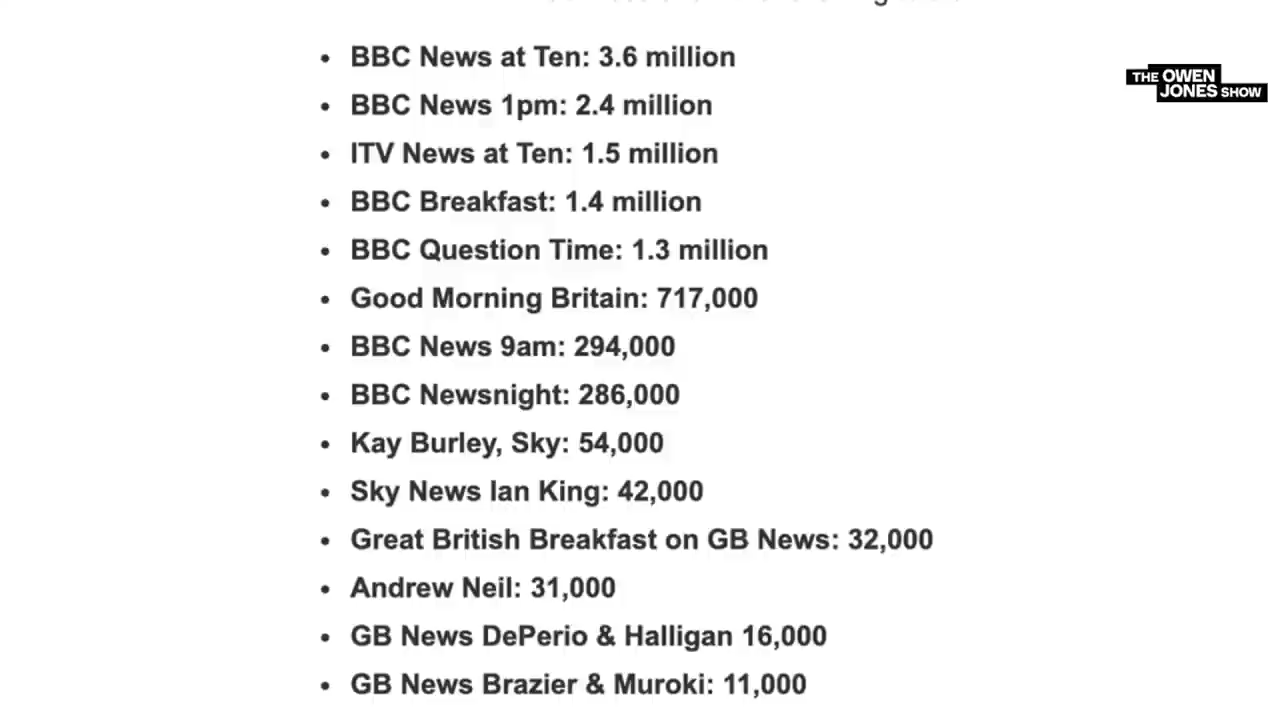 BBC News at Ten: 3.6 million
BBC News 1pm: 2.4 million
ITV News at Ten: 1.5 million
BBC Breakfast: 1.4 million
BBC Question Time: 1.3 million
Good Morning Britain: 717,000
BBC News 9am: 294,000
BBC Newsnight: 286,000
Kay Burley, Sky: 54,000
Sky News Ian King: 42,000
Great British Breakfast on GB News: 32,000
Andrew Neil: 31,000
GB News DePerio & Halligan 16,000
GB News Brazier & Muroki: 11,000
THE OWEN
JONES SHOW